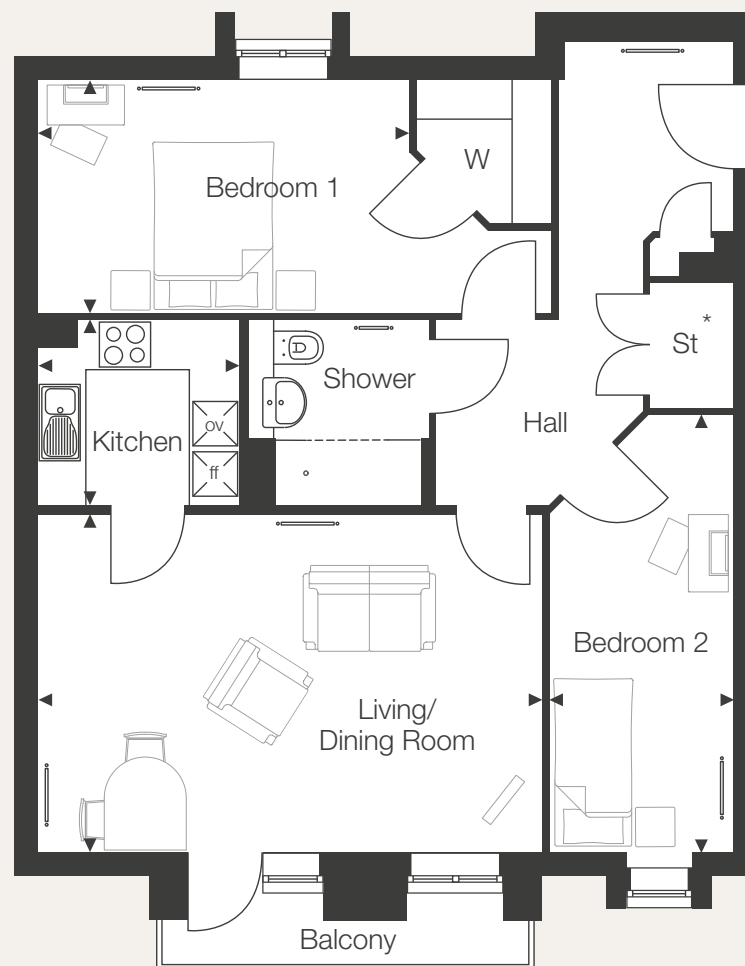 Bedroom 1
W
Shower
St *
Kitchen
ov
ff
Hall
Bedroom 2
Living/
Dining Room
Balcony